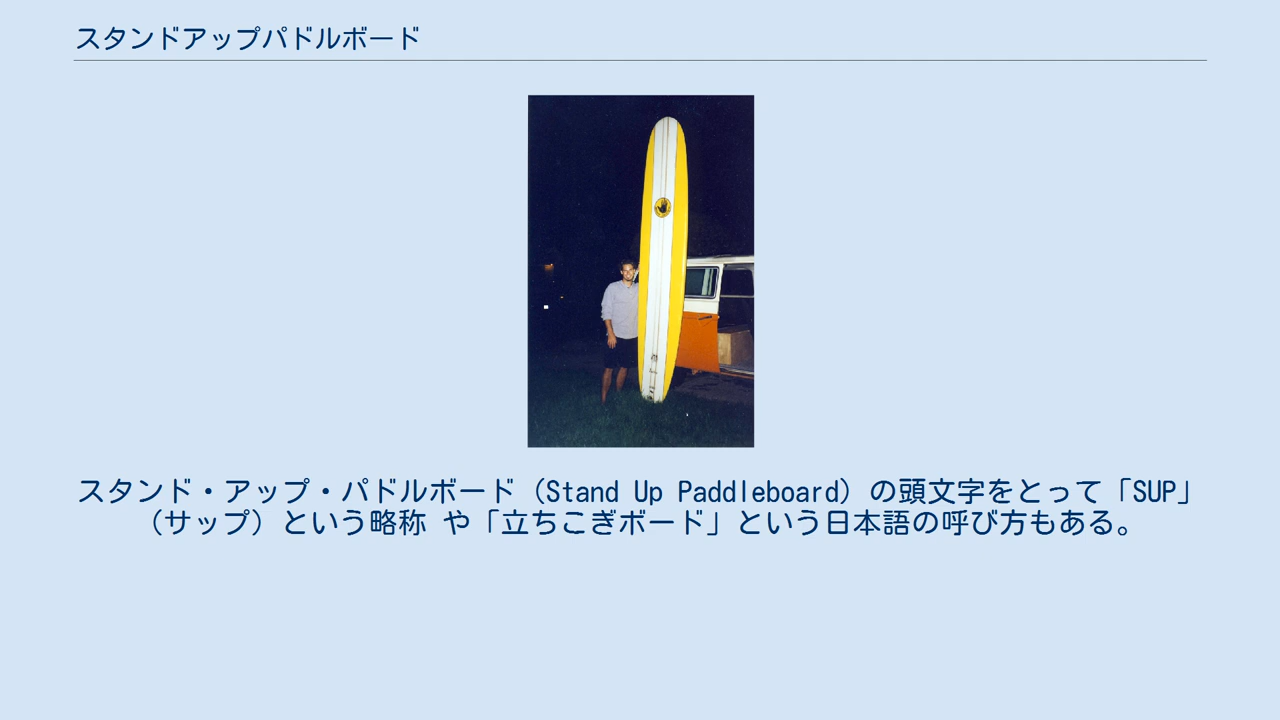 スタンドアップパドルボード
スタンド・アップ・パドルボード（Stand Up Paddleboard）の頭文字をとって「SUP」
（サップ）という略称 や「立ちこぎボード」という日本語の呼び方もある。